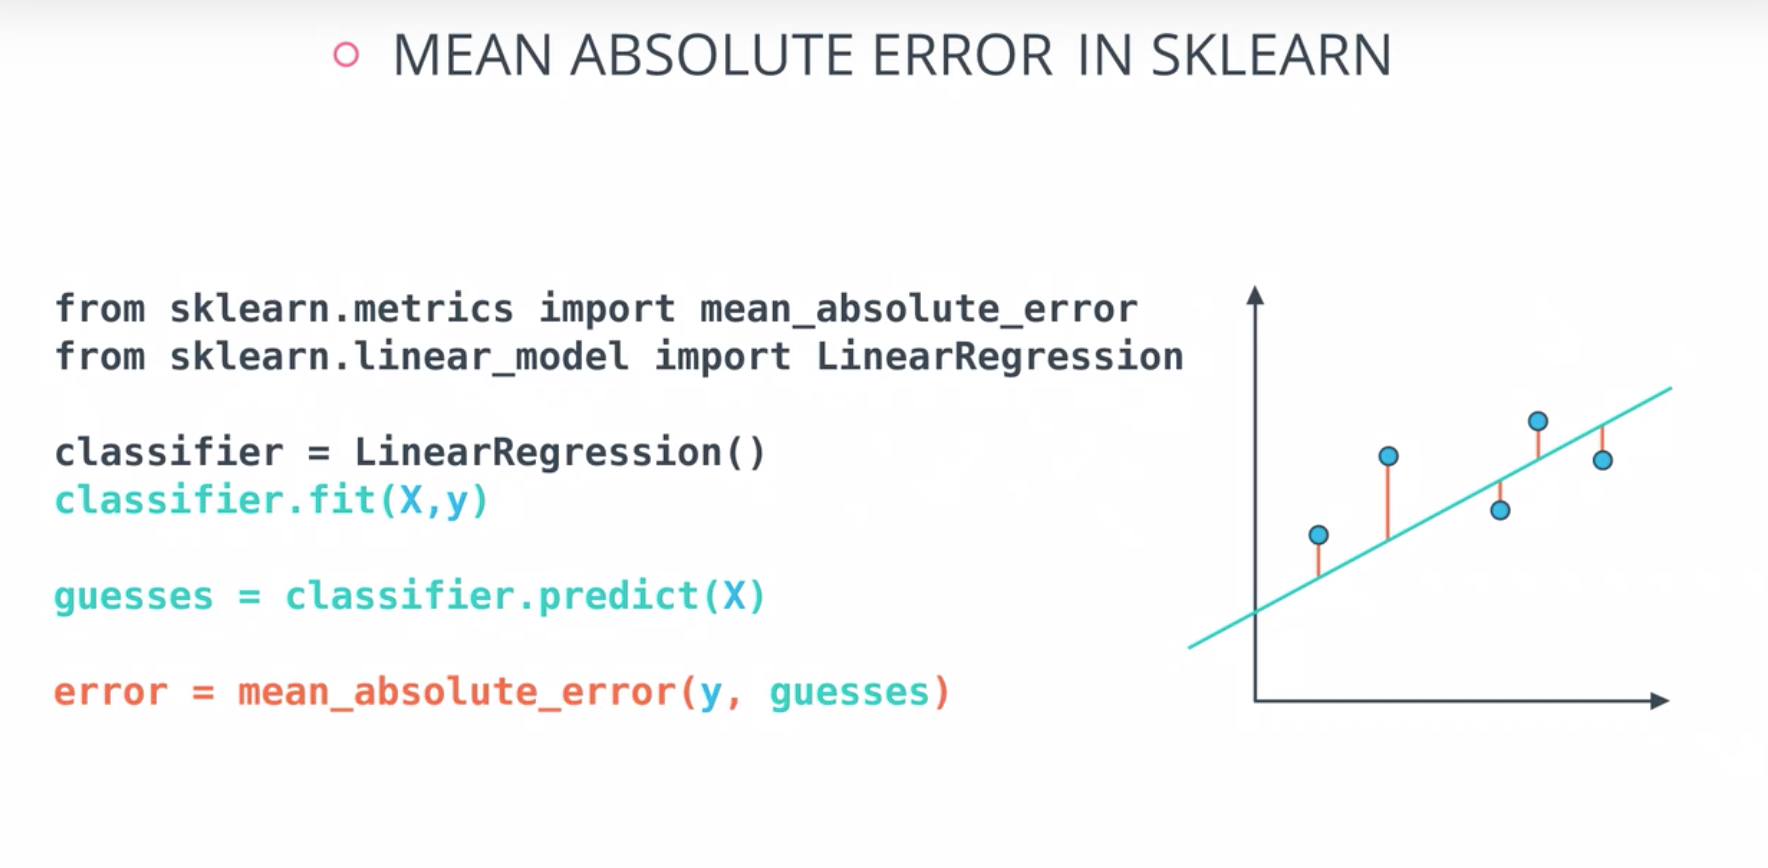 MEAN ABSOLUTE ERROR IN SKLEARN
from sklearn.metrics import mean_absolute_error
from sklearn.linear_model import LinearRegression
classifier = LinearRegression()
classifier.fit(X,y)
guesses = classifier.predict(X)
error = mean_absolute_error(y, guesses)